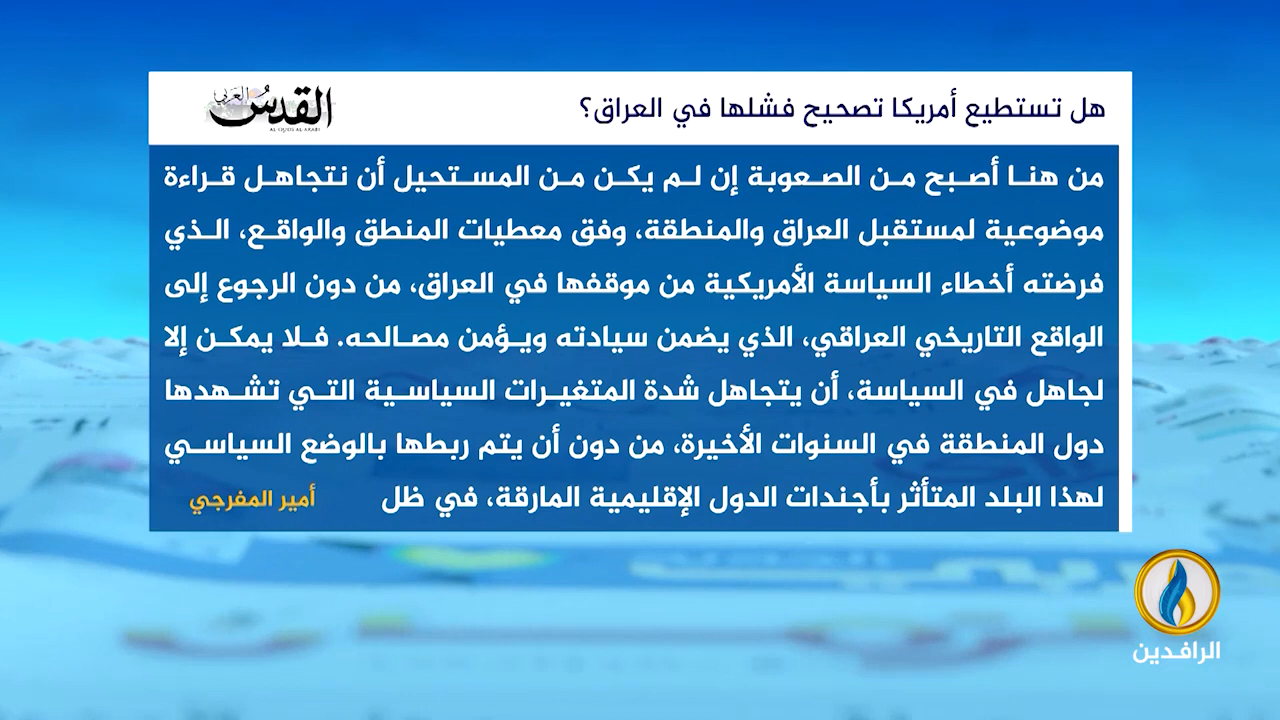 هل تستطيع أمريكا تصحيح فشلها في العراق؟
القدس العربي
AL-QUDS AL-ARABI
من هنا أصبح من الصعوبة إن لم يكن من المستحيل أن نتجاهل قراءة
موضوعية لمستقبل العراق والمنطقة، وفق معطيات المنطق والواقع، الذي
فرضته أخطاء السياسة الأمريكية من موقفها في العراق، من دون الرجوع إلى
الواقع التاريخي العراقي، الذي يضمن سيادته ويؤمن مصالحه. فلا يمكن إلا
لجاهل في السياسة، أن يتجاهل شدة المتغيرات السياسية التي تشهدها
دول المنطقة في السنوات الأخيرة، من دون أن يتم ربطها بالوضع السياسي
لهذا البلد المتأثر بأجندات الدول الإقليمية المارقة، في ظل
أمير المفرجي
الرافدين